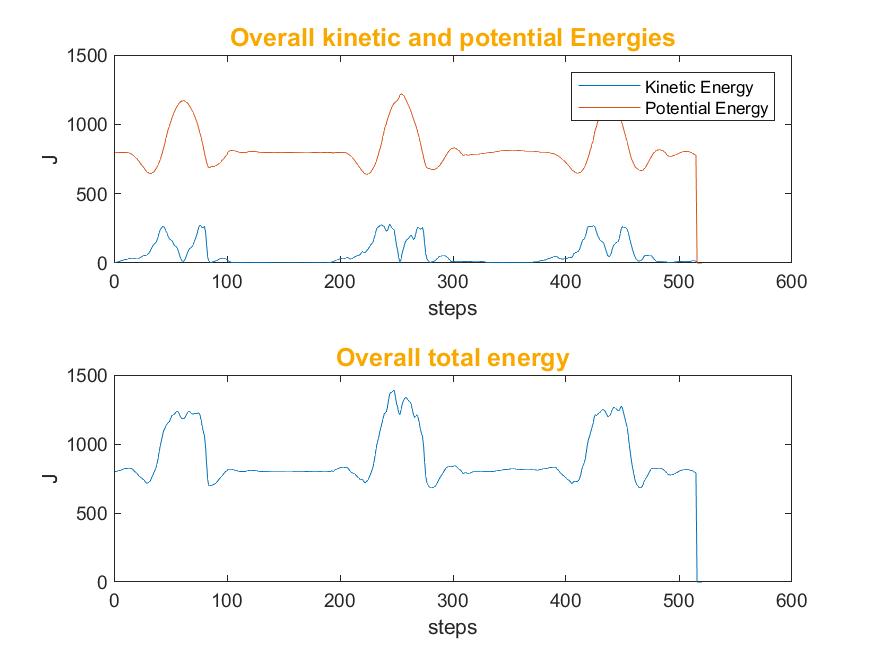 Overall kinetic and potential Energies
1500
1000
500
0
J
Kinetic Energy
Potential Energy
0 100 200 300 400 500 600
steps
Overall total energy
1500
1000
500
0
J
0 100 200 300 400 500 600
steps